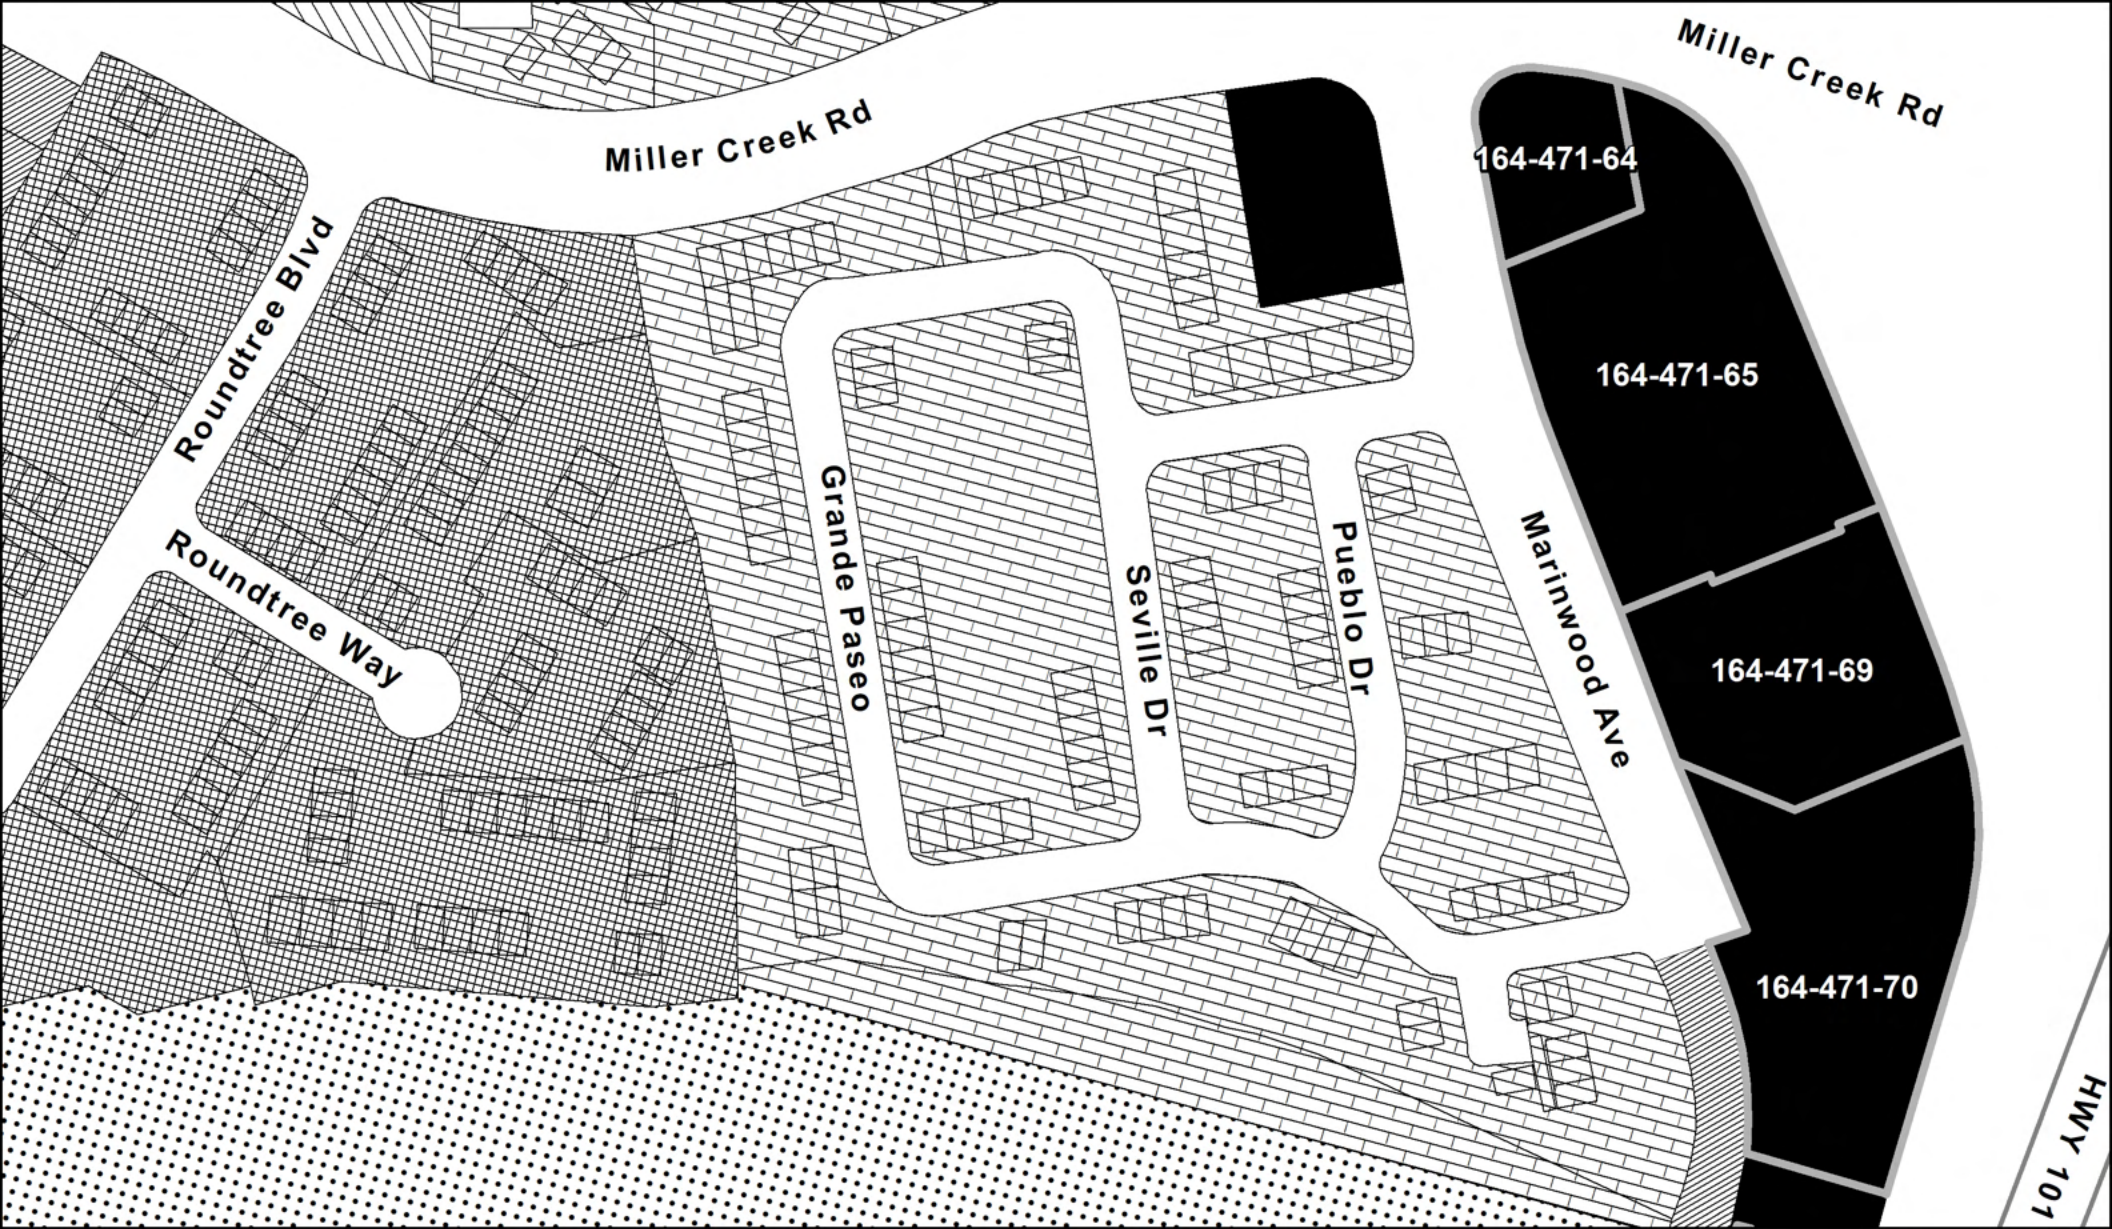 Miller Creek Rd
Miller Creek Rd
164-471-64
Roundtree Blvd
164-471-65
Grande Paseo
Pueblo Dr
Marinwood Ave
Roundtree Way
Seville Dr
164-471-69
164-471-70
HWY 101